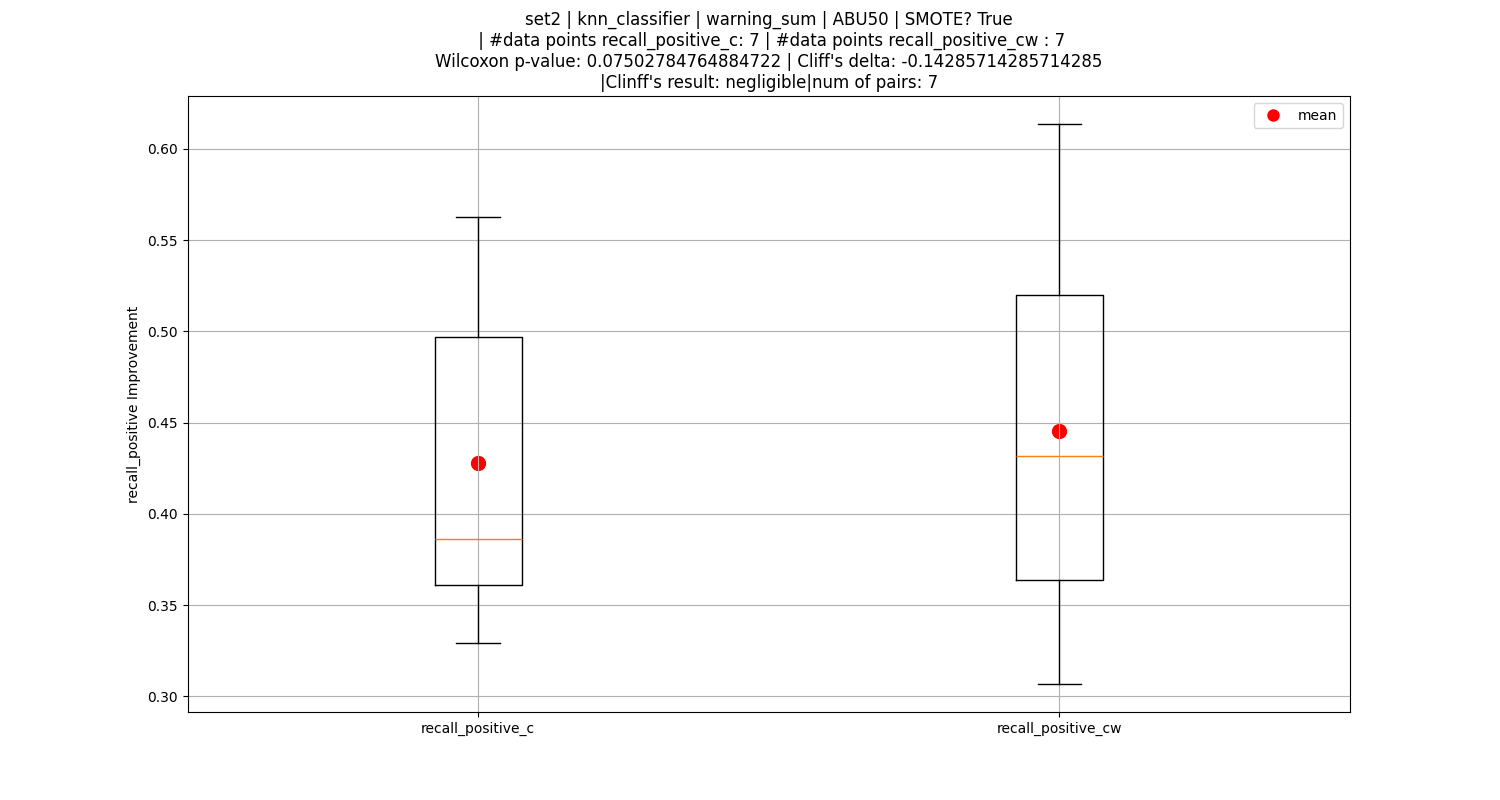 set2 | knn_classifier | warning_sum | ABU50 | SMOTE? True
| #data points recall_positive_c: 7 | #data points recall_positive_cw : 7
Wilcoxon p-value: 0.07502784764884722 | Cliff's delta: -0.14285714285714285
|Clinff's result: negligible|num of pairs: 7
mean
0.60
0.55
0.50
0.45
0.40
0.35
0.30
recall_positive Improvement
recall_positive_c
recall_positive_cw